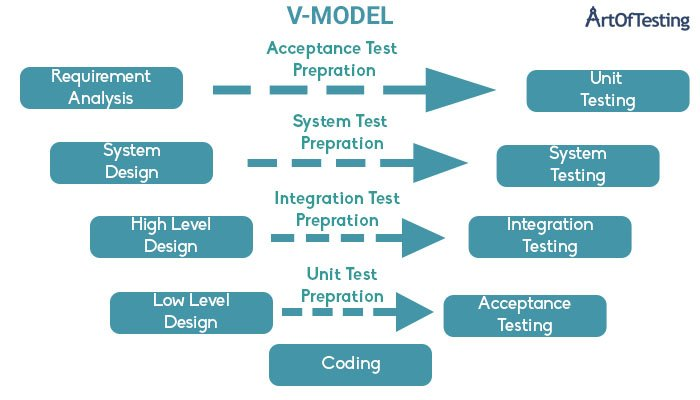 V-MODEL
ArtOfTesting
Acceptance Test
Prepration
Requirement
Analysis
Unit
Testing
System Test
Prepration
System
Design
System
Testing
Integration Test
Prepration
High Level
Design
Integration
Testing
Unit Test
Prepration
Low Level
Design
Acceptance
Testing
Coding